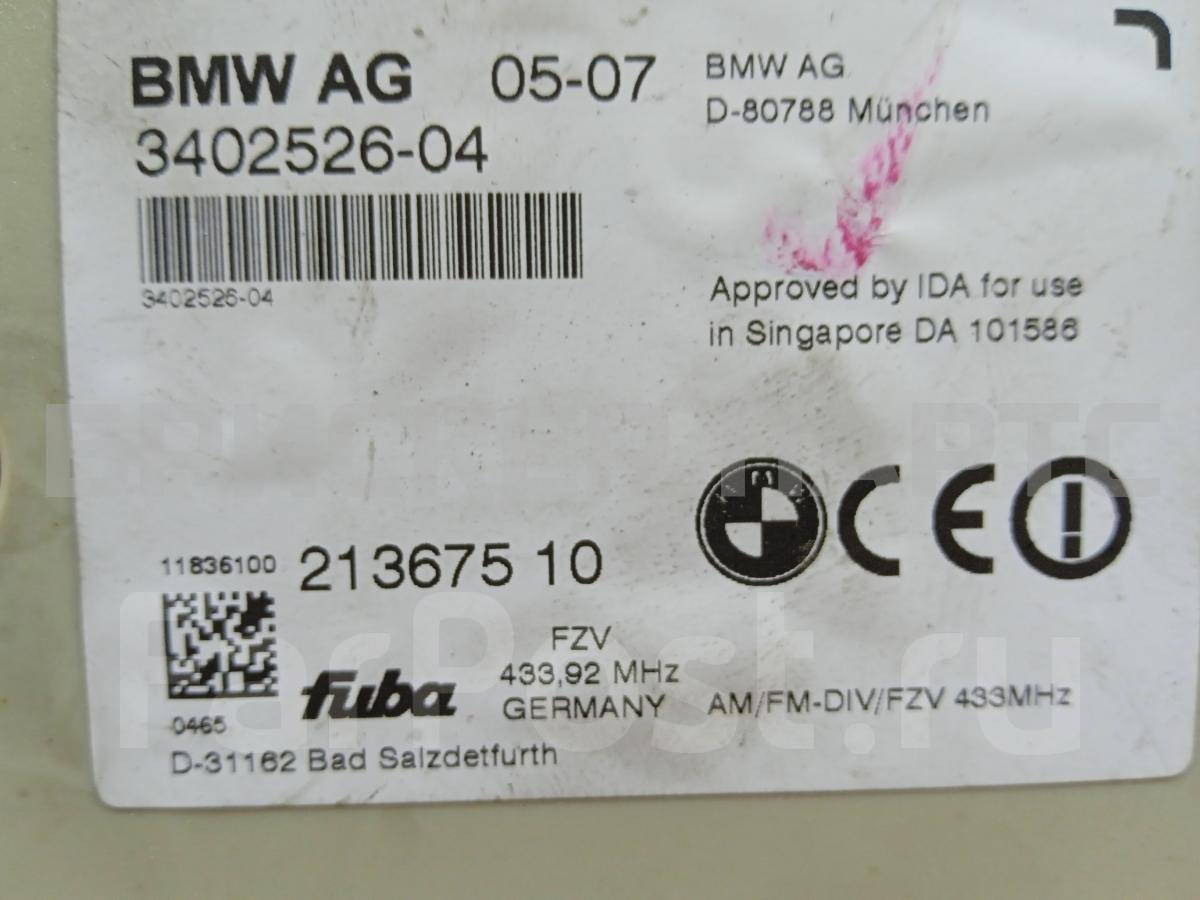 BMW AG 05-07
3402526-04
3402526-04
BMW AG
D-80788 München
Approved by IDA for use
in Singapore DA 101586
BMW
CE
11836100 213675 10
0465
fuba
FZV
433,92 MHz
GERMANY
AM/FM-DIV/FZV 433MHz
D-31162 Bad Salzdetfurth
FarPost.ru